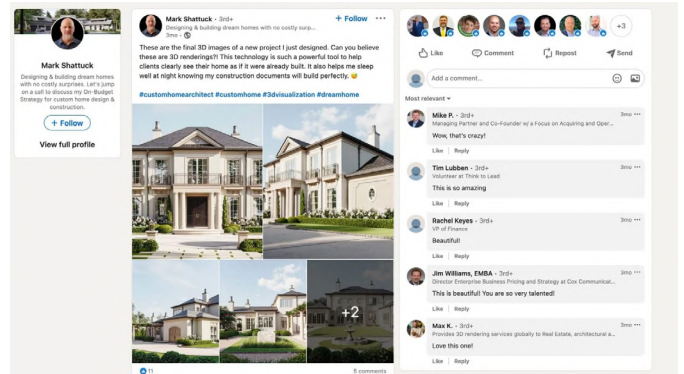 Mark Shattuck
Designing & building dream homes
with no costly surprises. Let's jump
on a call to discuss my On-Budget
Strategy for custom home design &
construction.
+ Follow
View full profile
Mark Shattuck • 3rd+
Designing & building dream homes with no costly surp...
3mo •
+ Follow
These are the final 3D images of a new project I just designed. Can you believe
these are 3D renderings?! This technology is such a powerful tool to help
clients clearly see their home as if it were already built. It also helps me sleep
well at night knowing my construction documents will build perfectly. 😴
#customhomearchitect #customhome #3dvisualization #dreamhome
+2
11
5 comments
+3
Like
Comment
Repost
Send
Add a comment...
Most relevant
Mike P. • 3rd+
3mo •••
Managing Partner and Co-Founder w/ a Focus on Acquiring and Oper...
Wow, that's crazy!
Like | Reply
Tim Lubben • 3rd+
3mo •••
Volunteer at Think to Lead
This is so amazing
Like | Reply
Rachel Keyes • 3rd+
3mo •••
VP of Finance
Beautiful!
Like | Reply
Jim Williams, EMBA • 3rd+
3mo •••
Director Enterprise Business Pricing and Strategy at Cox Communicat...
This is beautiful! You are so very talented!
Like | Reply
Max K. • 3rd+
3mo •••
Provides 3D rendering services globally to Real Estate, architectural a...
Love this one!
Like | Reply